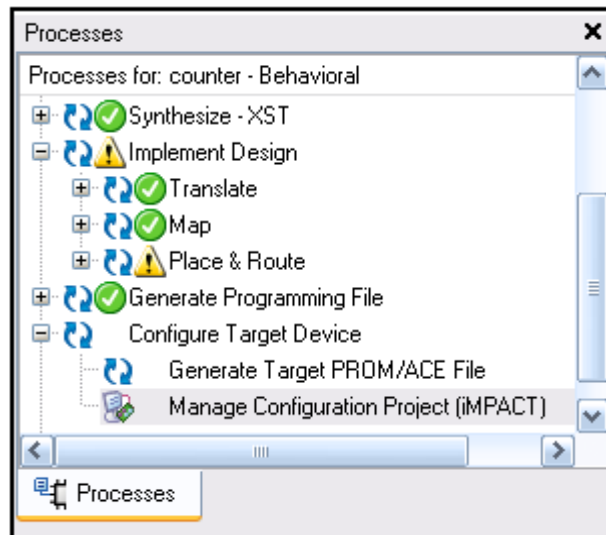 Processes
Processes for: counter - Behavioral
Synthesize - XST
Implement Design
Translate
Map
Place & Route
Generate Programming File
Configure Target Device
Generate Target PROM/ACE File
Manage Configuration Project (iMPACT)
Processes